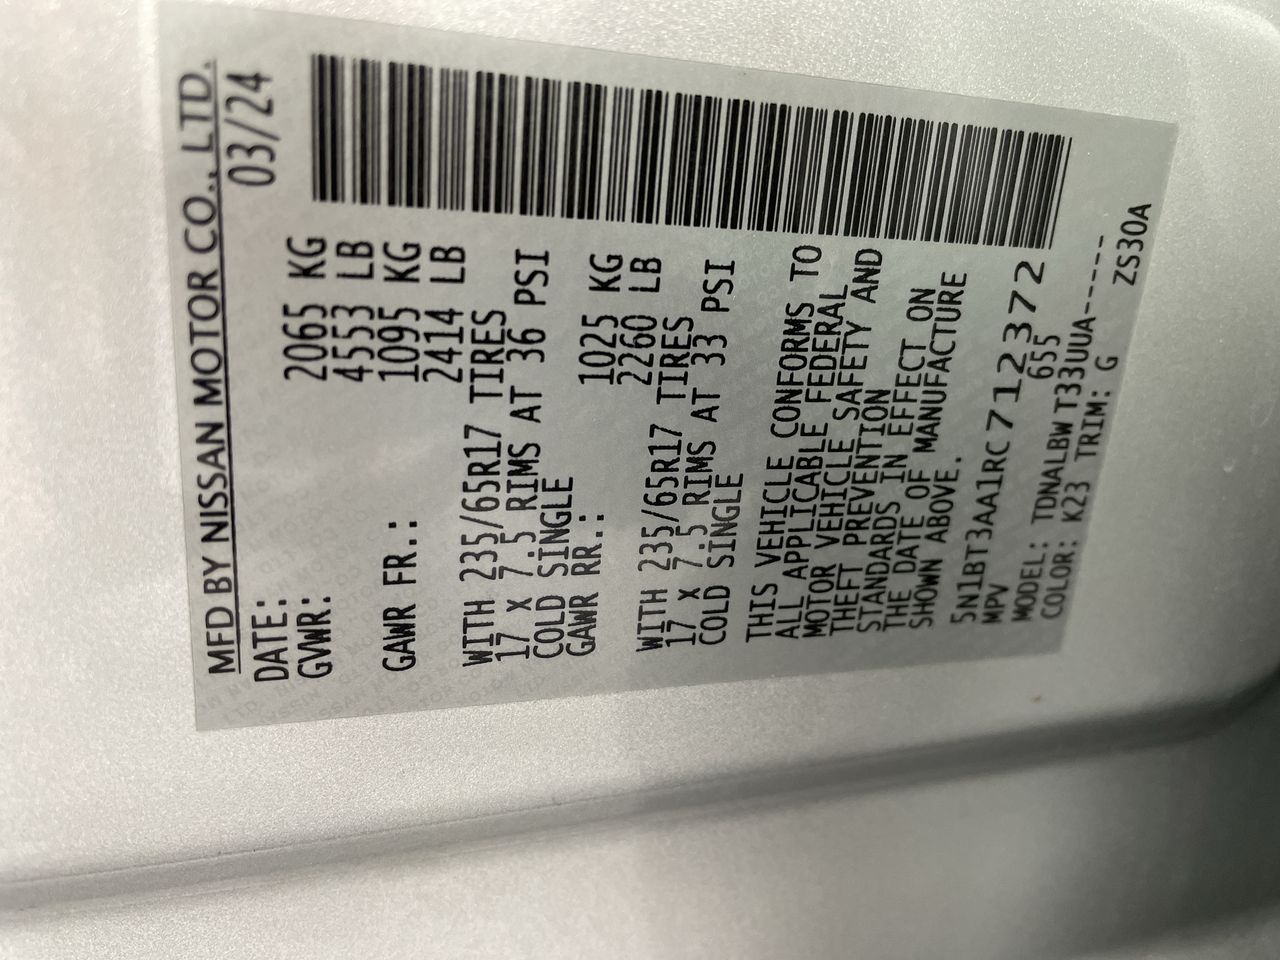 MFD BY NISSAN MOTOR CO., LTD.
DATE: 03/24
GVWR: 2065 KG
4553 LB
GAWR FR.: 1095 KG
2414 LB
WITH 235/65R17 TIRES
17 X 7.5 RIMS AT 36 PSI
COLD SINGLE
GAWR RR.: 1025 KG
2260 LB
WITH 235/65R17 TIRES
17 X 7.5 RIMS AT 33 PSI
COLD SINGLE
THIS VEHICLE CONFORMS TO
ALL APPLICABLE FEDERAL
MOTOR VEHICLE SAFETY AND
THEFT PREVENTION
STANDARDS IN EFFECT ON
THE DATE OF MANUFACTURE
SHOWN ABOVE.
5N1BT3AA1RC712372
MPV 655
MODEL: TDNALBWT33UUA-----
COLOR: K23 TRIM: G
ZS30A